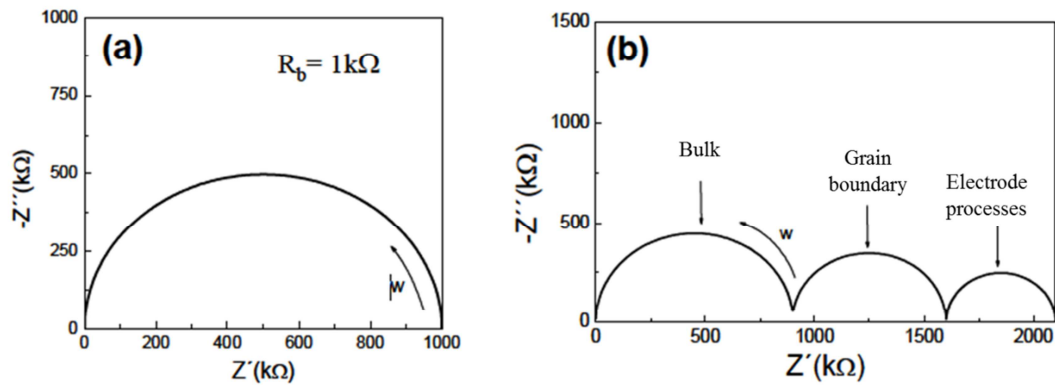 (a)
R_b= 1kΩ
1000
750
500
250
0
-Z´´(kΩ)
w
0 200 400 600 800 1000
Z´(kΩ)
(b)
1500
1000
500
0
-Z´´(kΩ)
Bulk
Grain
boundary
Electrode
processes
w
0 500 1000 1500 2000
Z´(kΩ)